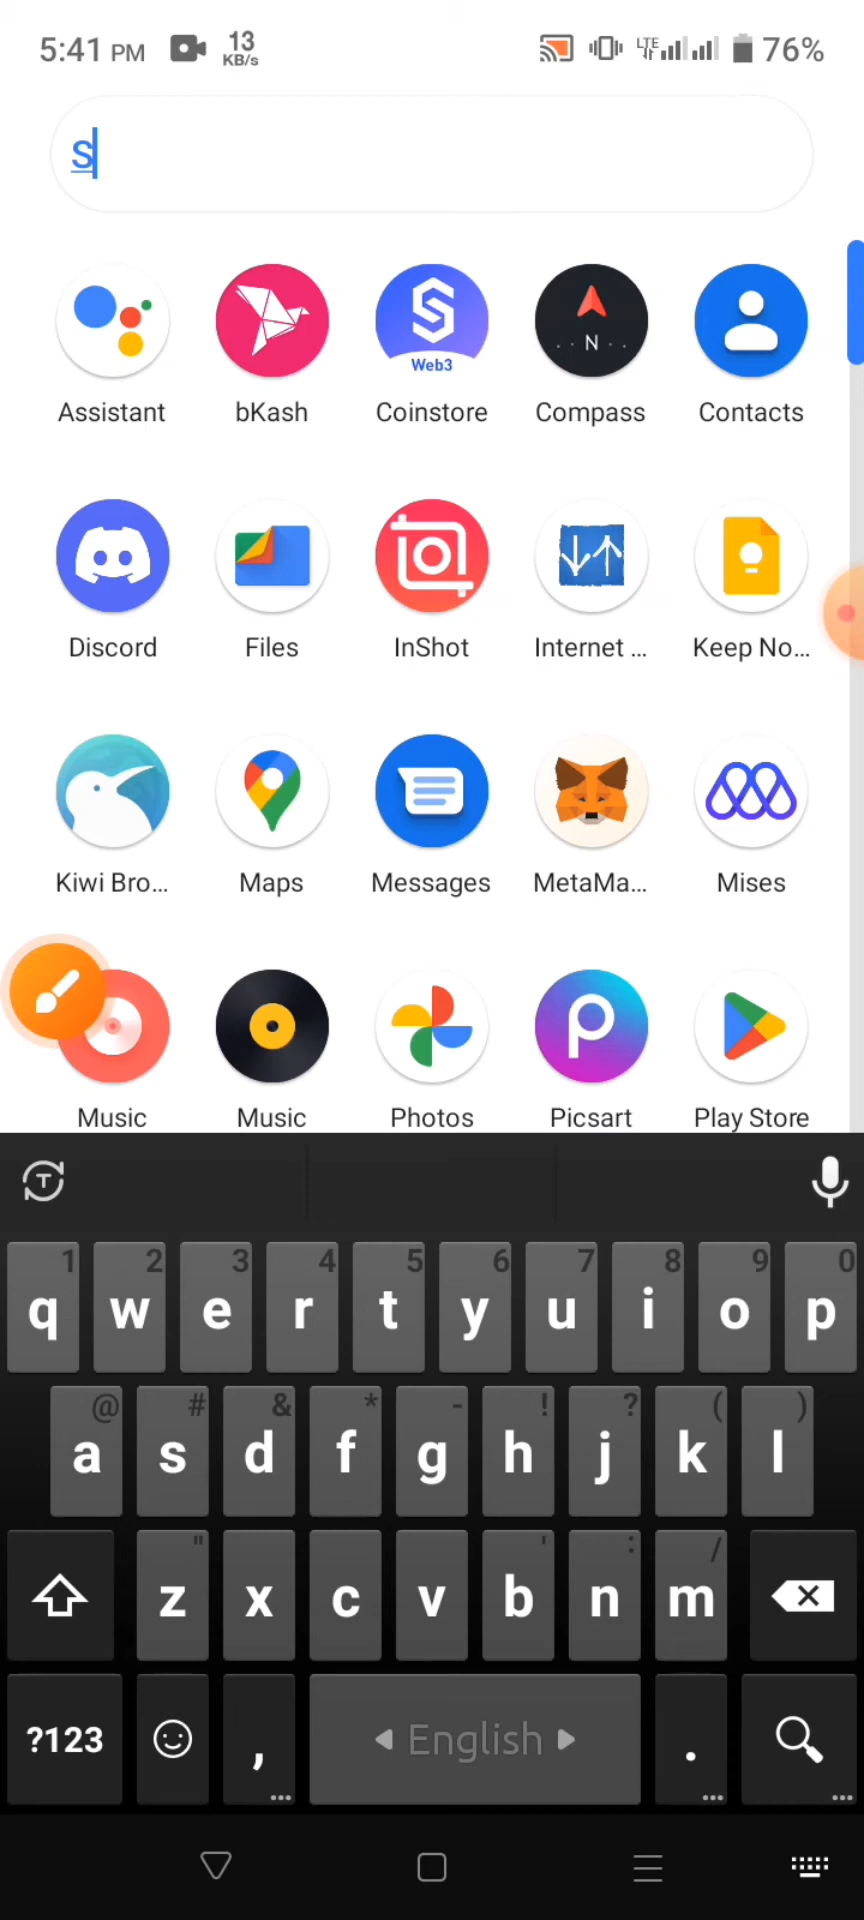 5:41 PM 13 KB/s LTE 76%
S
Web3
N
Assistant bKash Coinstore Compass Contacts
Discord Files InShot Internet ... Keep No...
Kiwi Bro... Maps Messages MetaMa... Mises
Music Music Photos Picsart Play Store
T
1 2 3 4 5 6 7 8 9 0
q w e r t y u i o p
@ # & * - ! ? ( )
a s d f g h j k l
" ' : /
z x c v b n m
?123 , English .